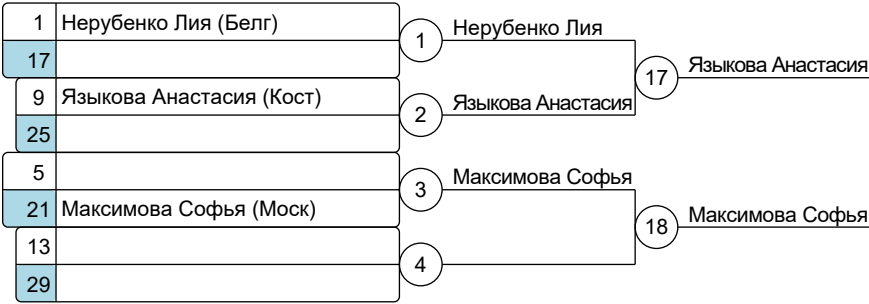 1 Нерубенко Лия (Белг)
17
1 Нерубенко Лия
9 Языкова Анастасия (Кост)
25
2 Языкова Анастасия
17 Языкова Анастасия
5
21 Максимова Софья (Моск)
3 Максимова Софья
13
29
4
18 Максимова Софья